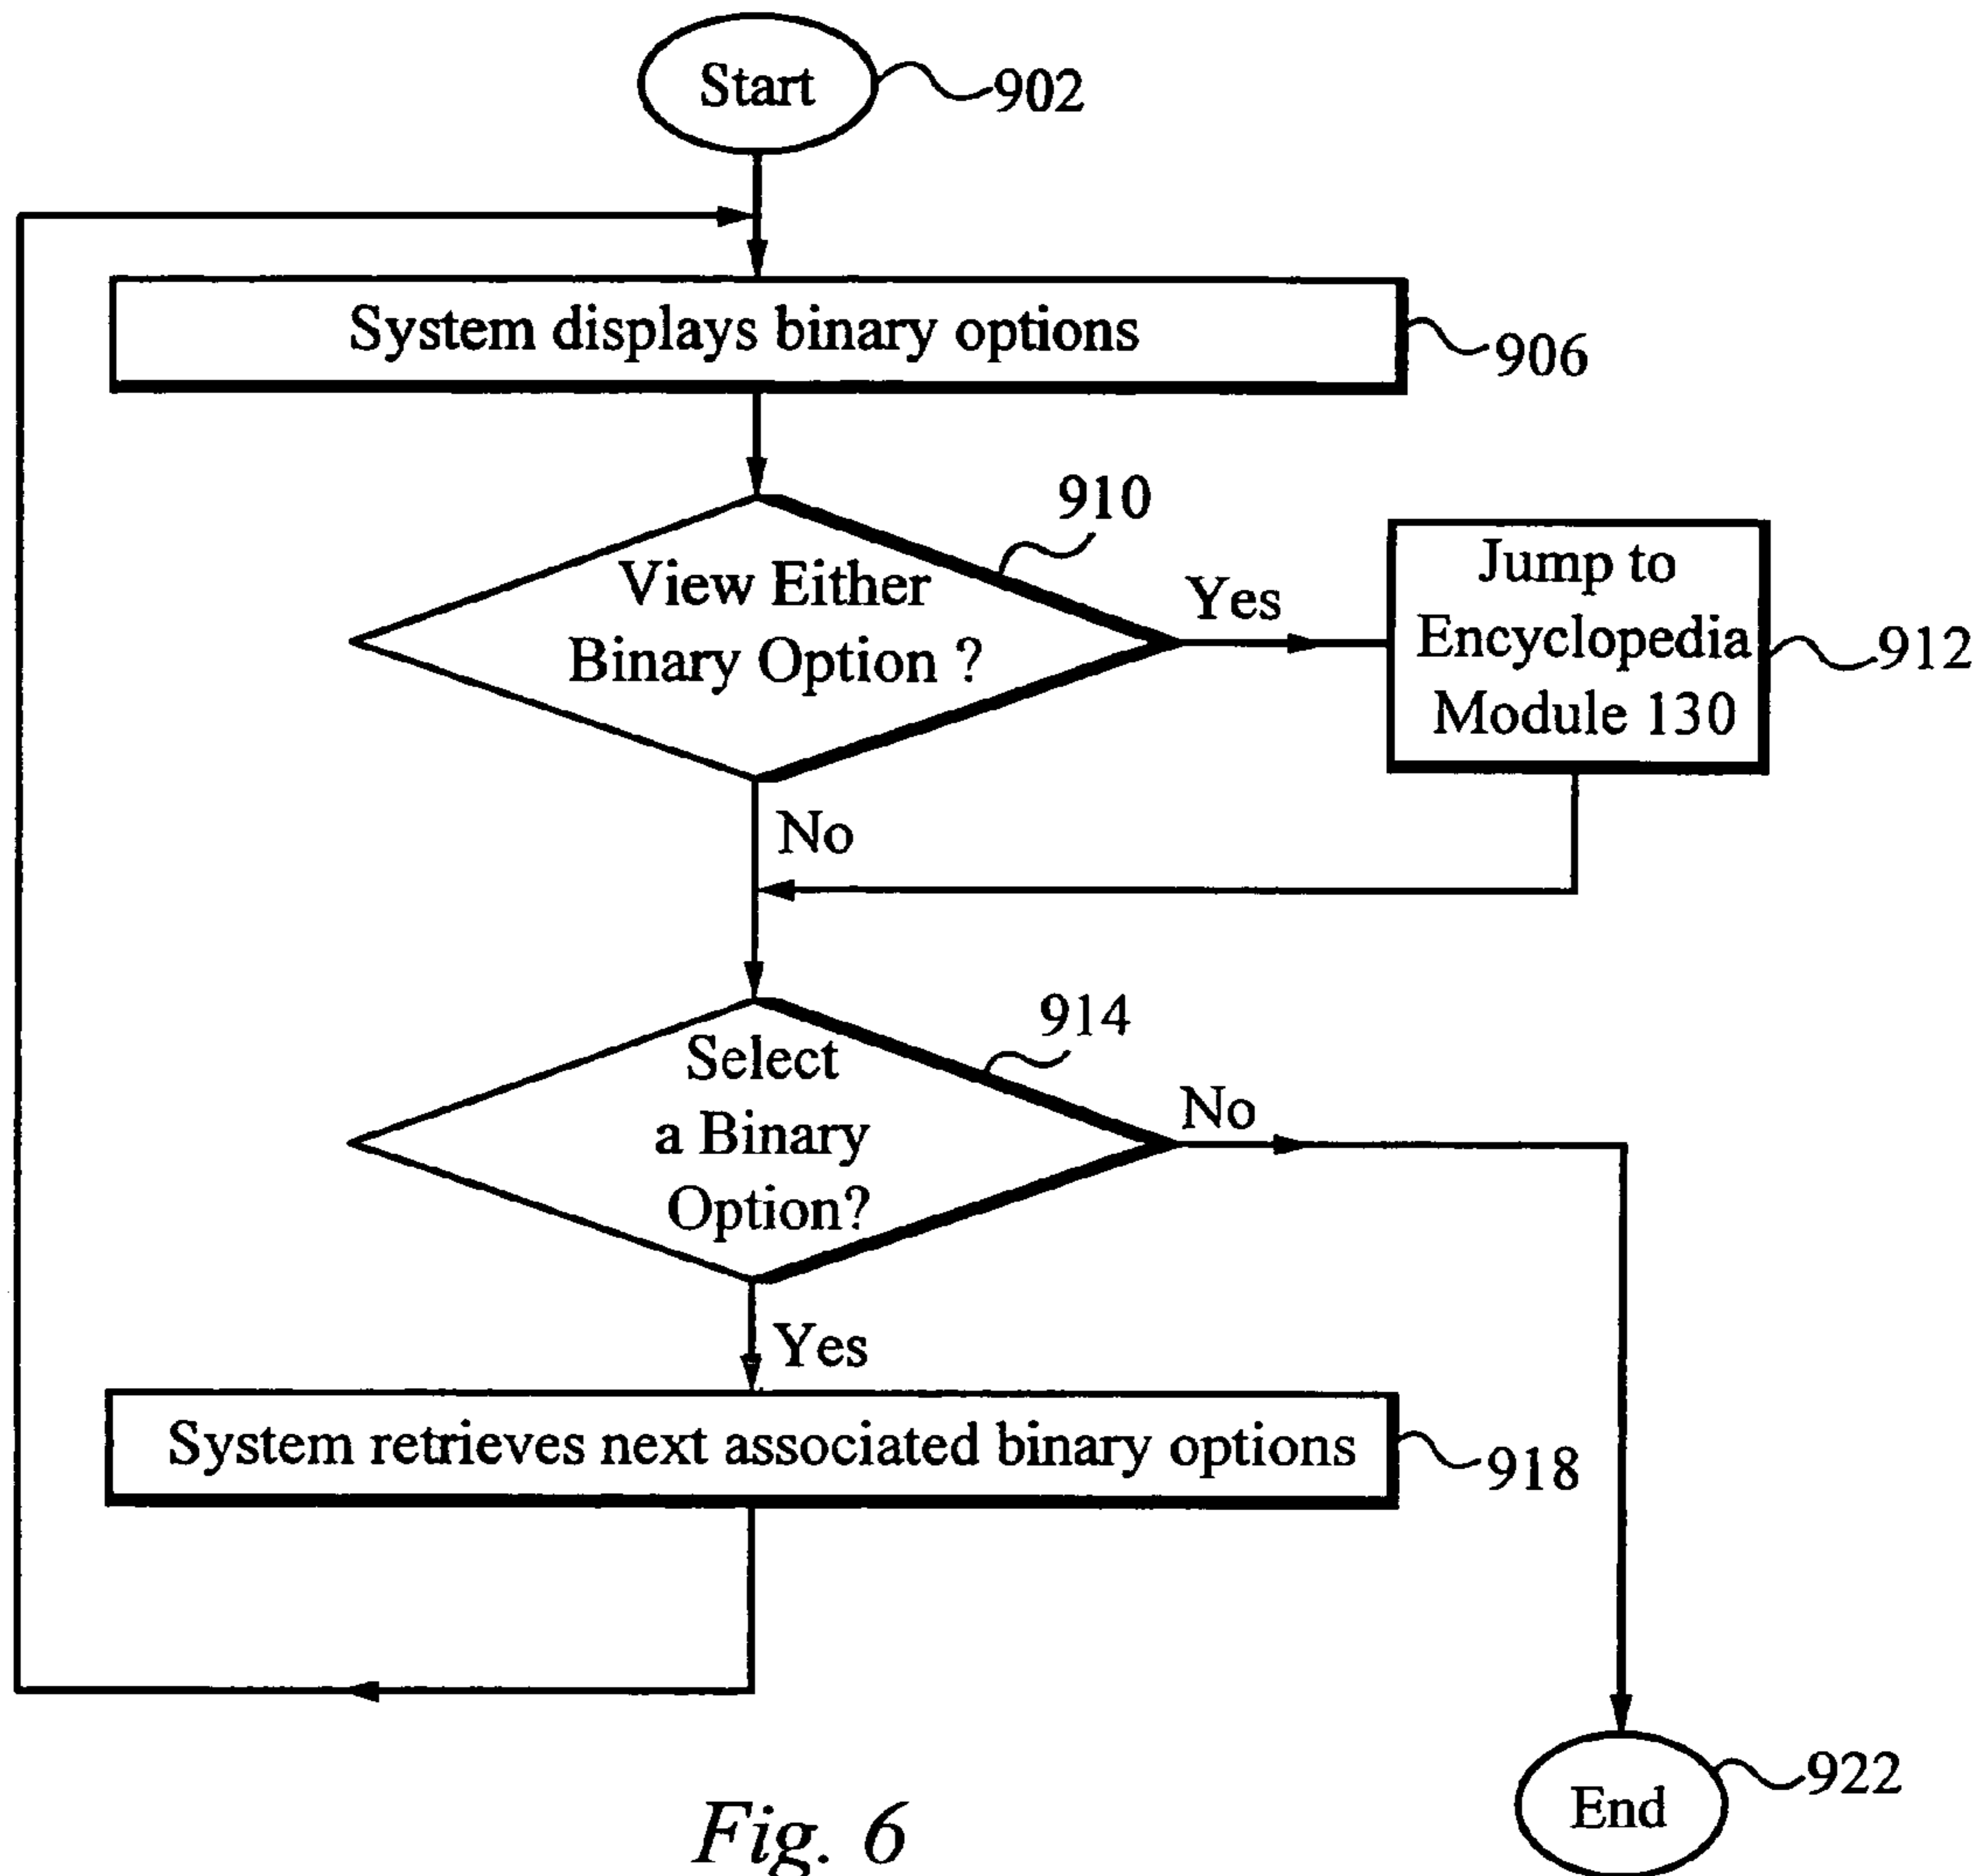 Start
902
System displays binary options
906
910
View Either
Binary Option ?
Yes
Jump to
Encyclopedia
Module 130
912
No
914
Select
a Binary
Option?
No
Yes
System retrieves next associated binary options
918
End
922
Fig. 6